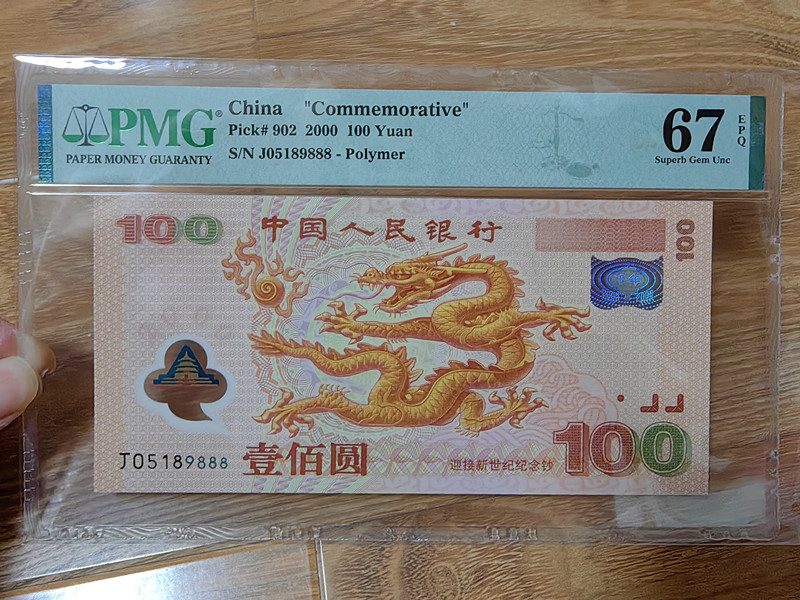 PMG®
PAPER MONEY GUARANTY
China "Commemorative"
Pick# 902 2000 100 Yuan
S/N J05189888 - Polymer
67
EPQ
Superb Gem Unc
100
中国人民银行
100
J05189888
壹佰圆
迎接新世纪纪念钞
100